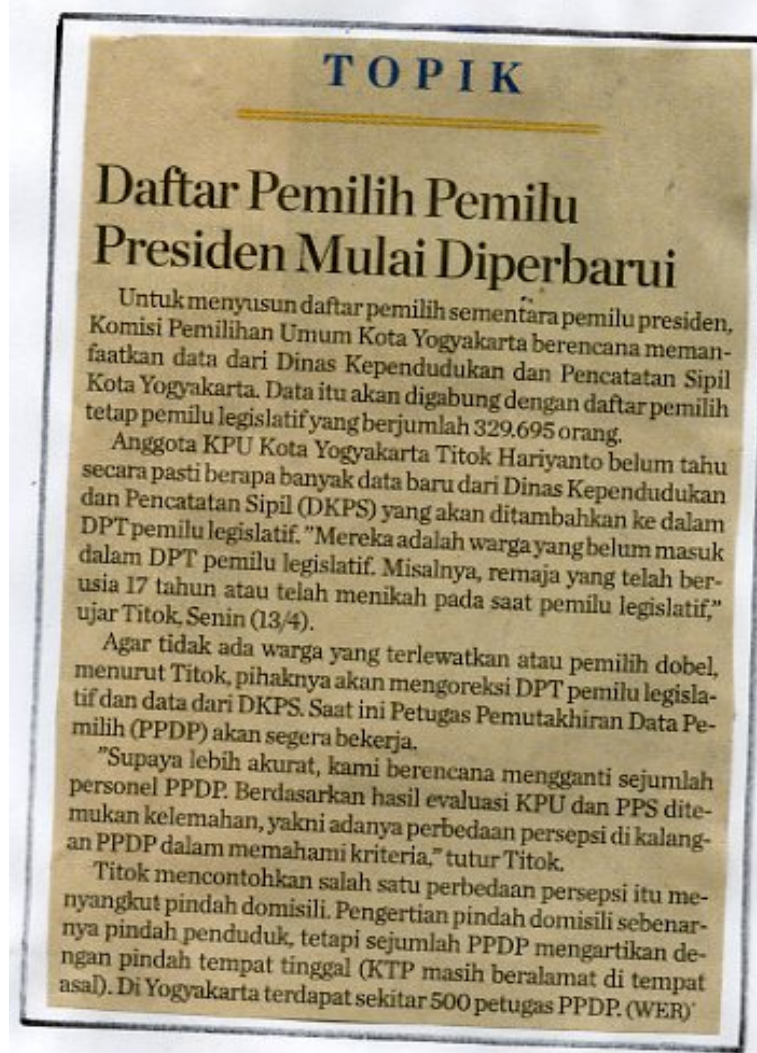 TOPIK
Daftar Pemilih Pemilu
Presiden Mulai Diperbarui
Untuk menyusun daftar pemilih sementara pemilu presiden,
Komisi Pemilihan Umum Kota Yogyakarta berencana meman-
faatkan data dari Dinas Kependudukan dan Pencatatan Sipil
Kota Yogyakarta. Data itu akan digabung dengan daftar pemilih
tetap pemilu legislatif yang berjumlah 329.695 orang.
Anggota KPU Kota Yogyakarta Titok Hariyanto belum tahu
secara pasti berapa banyak data baru dari Dinas Kependudukan
dan Pencatatan Sipil (DKPS) yang akan ditambahkan ke dalam
DPT pemilu legislatif. "Mereka adalah warga yang belum masuk
dalam DPT pemilu legislatif. Misalnya, remaja yang telah ber-
usia 17 tahun atau telah menikah pada saat pemilu legislatif,"
ujar Titok, Senin (13/4).
Agar tidak ada warga yang terlewatkan atau pemilih dobel,
menurut Titok, pihaknya akan mengoreksi DPT pemilu legisla-
tif dan data dari DKPS. Saat ini Petugas Pemutakhiran Data Pe-
milih (PPDP) akan segera bekerja.
"Supaya lebih akurat, kami berencana mengganti sejumlah
personel PPDP. Berdasarkan hasil evaluasi KPU dan PPS dite-
mukan kelemahan, yakni adanya perbedaan persepsi di kalang-
an PPDP dalam memahami kriteria," tutur Titok.
Titok mencontohkan salah satu perbedaan persepsi itu me-
nyangkut pindah domisili. Pengertian pindah domisili sebenar-
nya pindah penduduk, tetapi sejumlah PPDP mengartikan de-
ngan pindah tempat tinggal (KTP masih beralamat di tempat
asal). Di Yogyakarta terdapat sekitar 500 petugas PPDP. (WER)